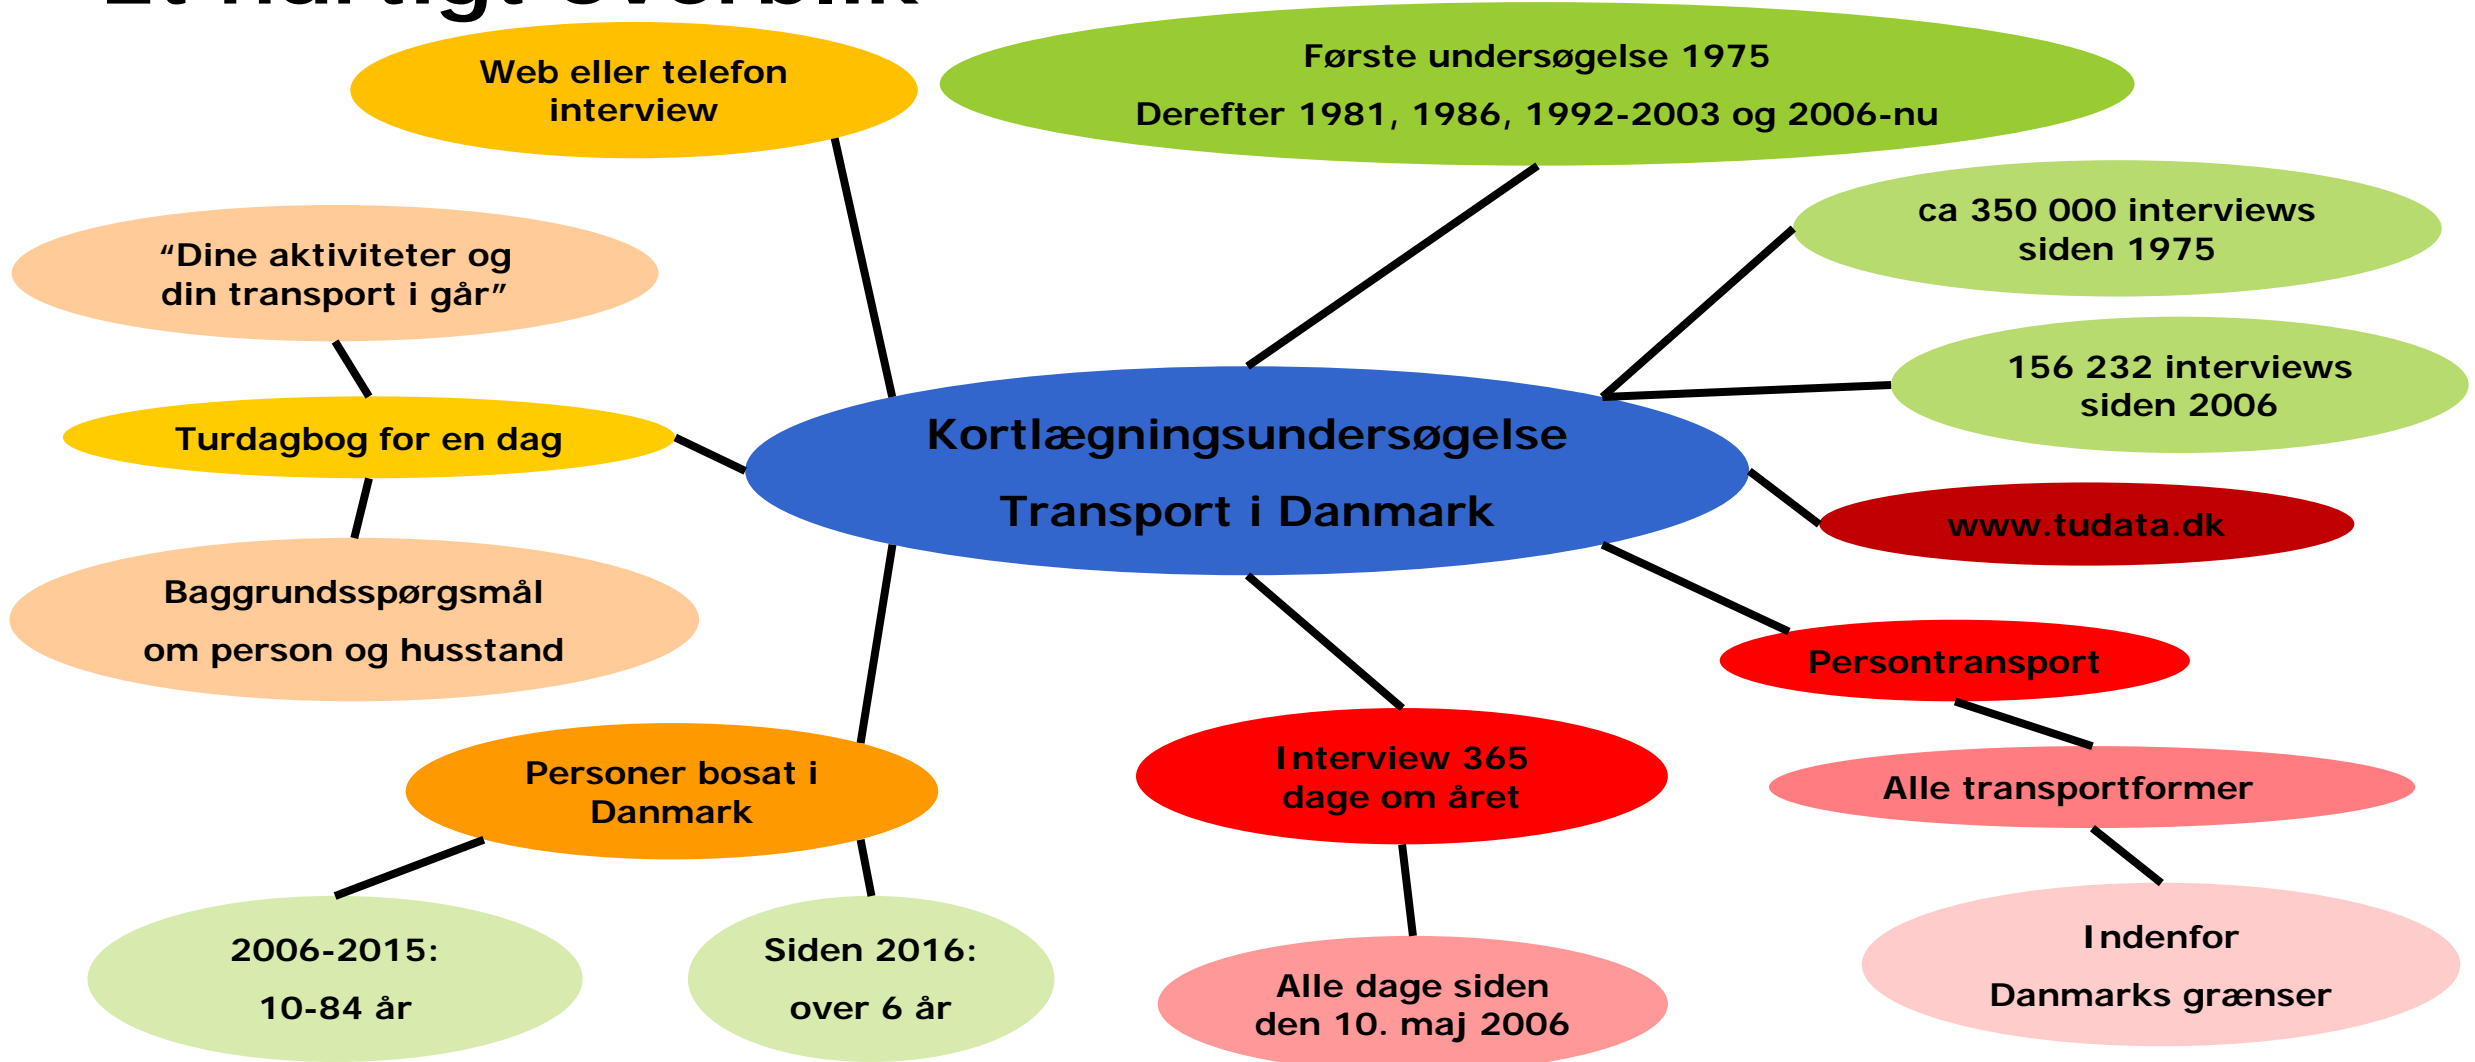 Et hurtigt overblik
Web eller telefon
interview
Første undersøgelse 1975
Derefter 1981, 1986, 1992-2003 og 2006-nu
ca 350 000 interviews
siden 1975
“Dine aktiviteter og
din transport i går”
156 232 interviews
siden 2006
Turdagbog for en dag
Kortlægningsundersøgelse
Transport i Danmark
www.tudata.dk
Baggrundsspørgsmål
om person og husstand
Persontransport
Personer bosat i
Danmark
Interview 365
dage om året
Alle transportformer
2006-2015:
10-84 år
Siden 2016:
over 6 år
Alle dage siden
den 10. maj 2006
Indenfor
Danmarks grænser